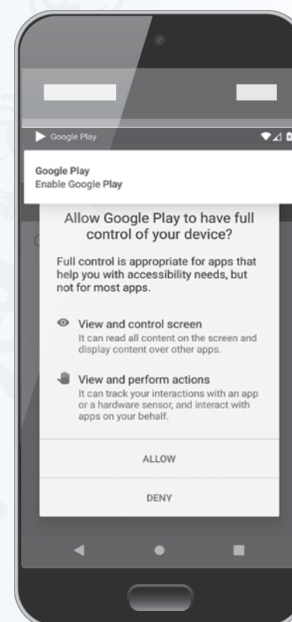 Google Play
Google Play
Enable Google Play
Allow Google Play to have full
control of your device?
Full control is appropriate for apps that
help you with accessibility needs, but
not for most apps.
View and control screen
It can read all content on the screen and
display content over other apps.
View and perform actions
It can track your interactions with an app
or a hardware sensor, and interact with
apps on your behalf.
ALLOW
DENY